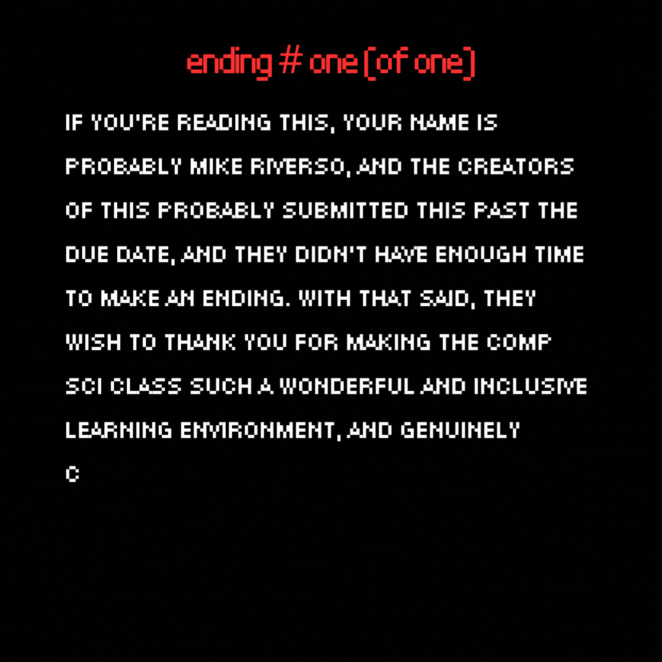 ending # one (of one)
IF YOU'RE READING THIS, YOUR NAME IS
PROBABLY MIKE RIVERSO, AND THE CREATORS
OF THIS PROBABLY SUBMITTED THIS PAST THE
DUE DATE, AND THEY DIDN'T HAVE ENOUGH TIME
TO MAKE AN ENDING. WITH THAT SAID, THEY
WISH TO THANK YOU FOR MAKING THE COMP
SCI CLASS SUCH A WONDERFUL AND INCLUSIVE
LEARNING ENVIRONMENT, AND GENUINELY
C